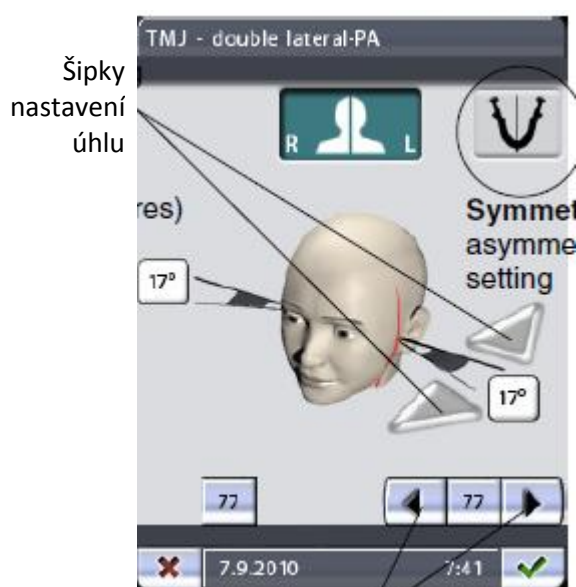 TMJ - double lateral-PA
Šipky
nastavení
úhlu
R L
res)
Symmet
asymme
setting
17°
17°
77
77
7.9.2010 7:41